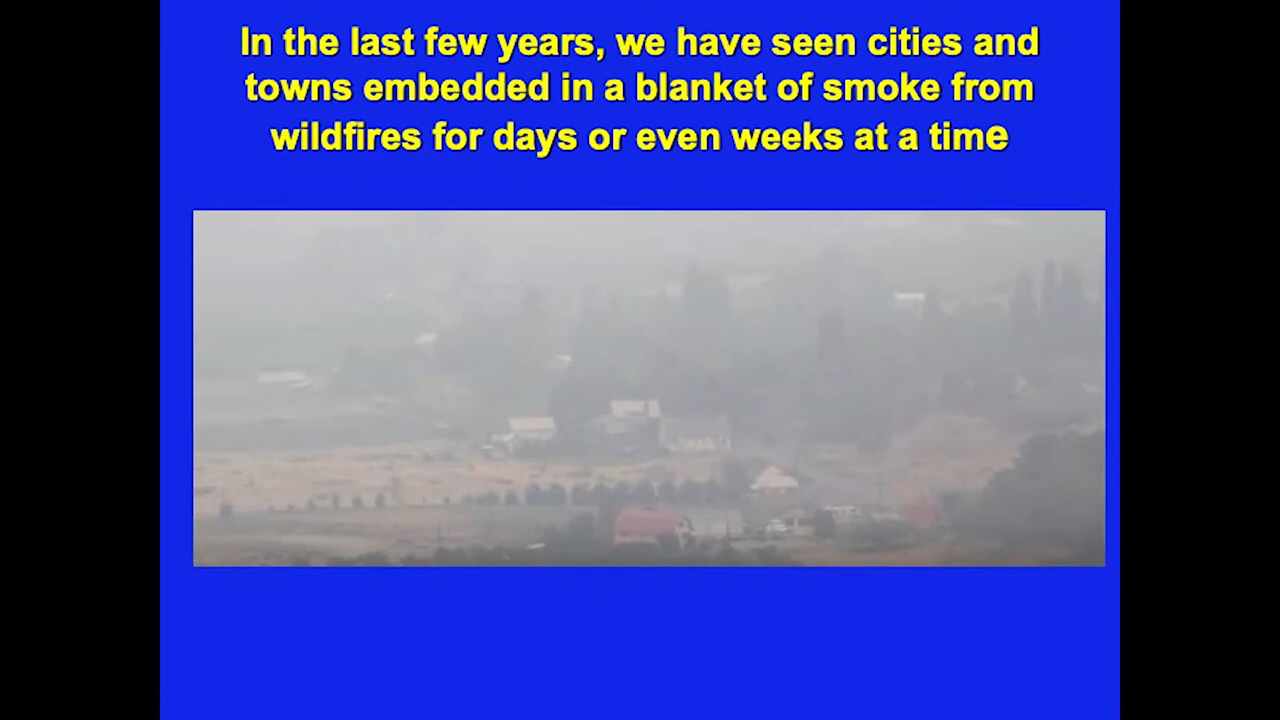 In the last few years, we have seen cities and
towns embedded in a blanket of smoke from
wildfires for days or even weeks at a time